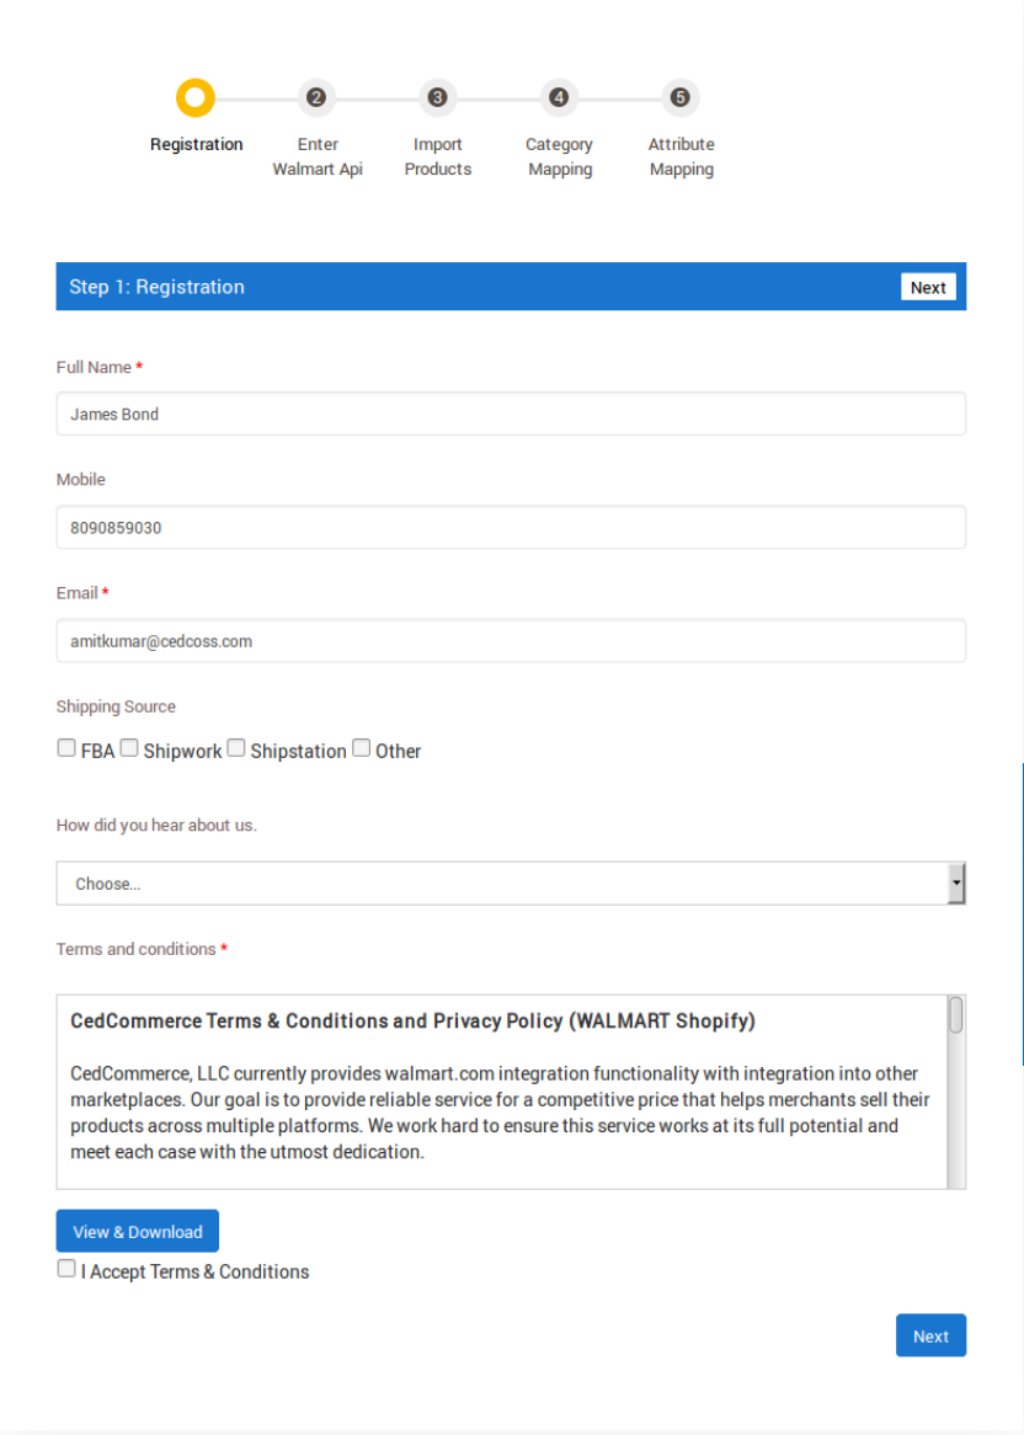 2 3 4 5
Registration Enter Import Category Attribute
Walmart Api Products Mapping Mapping
Step 1: Registration Next
Full Name *
James Bond
Mobile
8090859030
Email *
amitkumar@cedcoss.com
Shipping Source
FBA Shipwork Shipstation Other
How did you hear about us.
Choose...
Terms and conditions *
CedCommerce Terms & Conditions and Privacy Policy (WALMART Shopify)
CedCommerce, LLC currently provides walmart.com integration functionality with integration into other
marketplaces. Our goal is to provide reliable service for a competitive price that helps merchants sell their
products across multiple platforms. We work hard to ensure this service works at its full potential and
meet each case with the utmost dedication.
View & Download
I Accept Terms & Conditions
Next